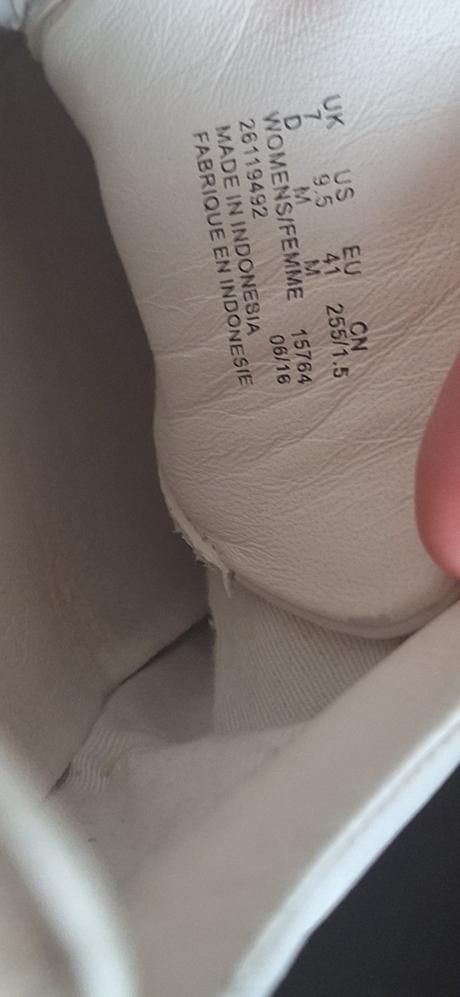 UK US EU CN
7 9.5 41 255/1.5
D M M
WOMENS/FEMME 15764
26119492 06/16
MADE IN INDONESIA
FABRIQUE EN INDONESIE